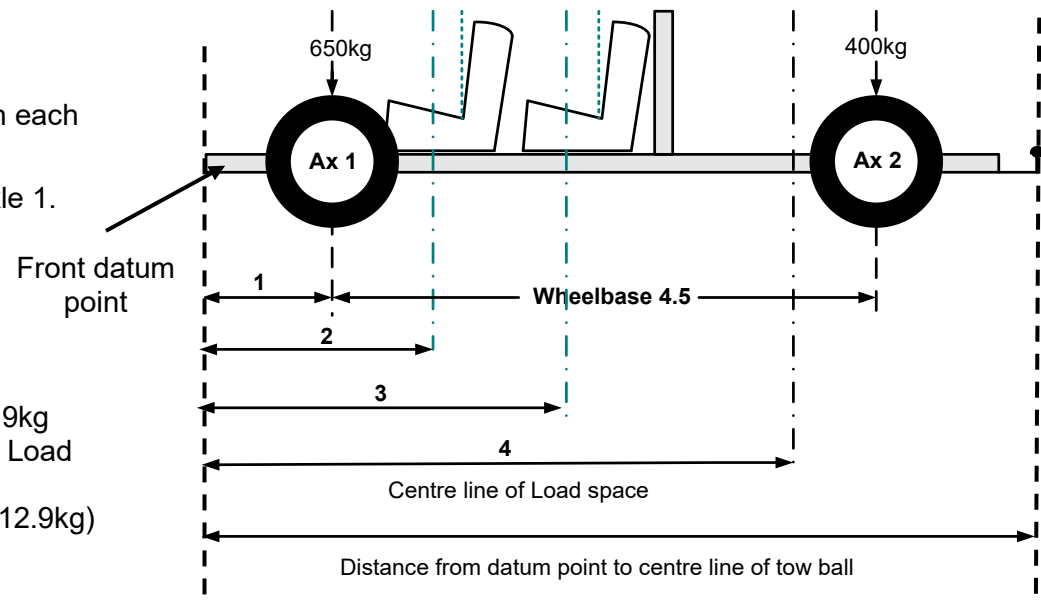 650kg
400kg
n each
Ax 1
Ax 2
le 1.
Front datum
point
1
Wheelbase 4.5
2
3
9kg
Load
4
Centre line of Load space
12.9kg)
Distance from datum point to centre line of tow ball